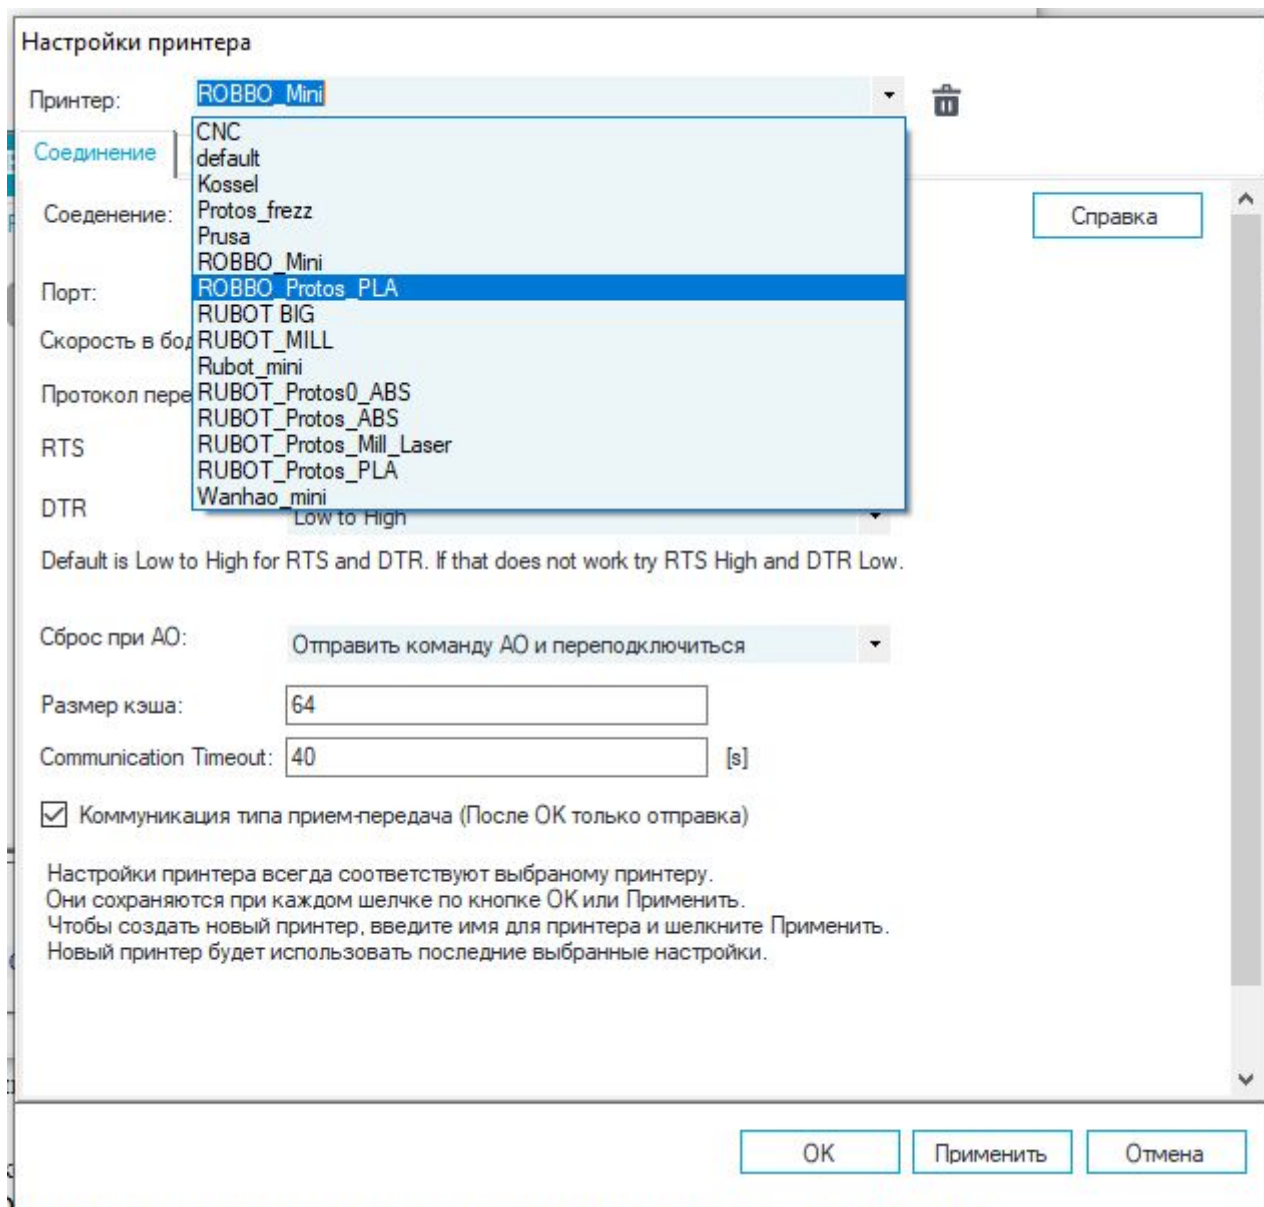 Настройки принтера
Принтер:
ROBBO_Mini
CNC
default
Kossel
Protos_frezz
Prusa
ROBBO_Mini
ROBBO_Protos_PLA
RUBOT BIG
RUBOT_MILL
Rubot_mini
RUBOT_Protos0_ABS
RUBOT_Protos_ABS
RUBOT_Protos_Mill_Laser
RUBOT_Protos_PLA
Wanhao_mini
Соединение
Соеденение:
Справка
Порт:
Скорость в бод
Протокол пере
RTS
DTR
Low to High
Default is Low to High for RTS and DTR. If that does not work try RTS High and DTR Low.
Сброс при АО:
Отправить команду АО и переподключиться
Размер кэша:
64
Communication Timeout:
40
[s]
Коммуникация типа прием-передача (После ОК только отправка)
Настройки принтера всегда соответствуют выбраному принтеру.
Они сохраняются при каждом шелчке по кнопке ОК или Применить.
Чтобы создать новый принтер, введите имя для принтера и шелкните Применить.
Новый принтер будет использовать последние выбранные настройки.
OK
Применить
Отмена